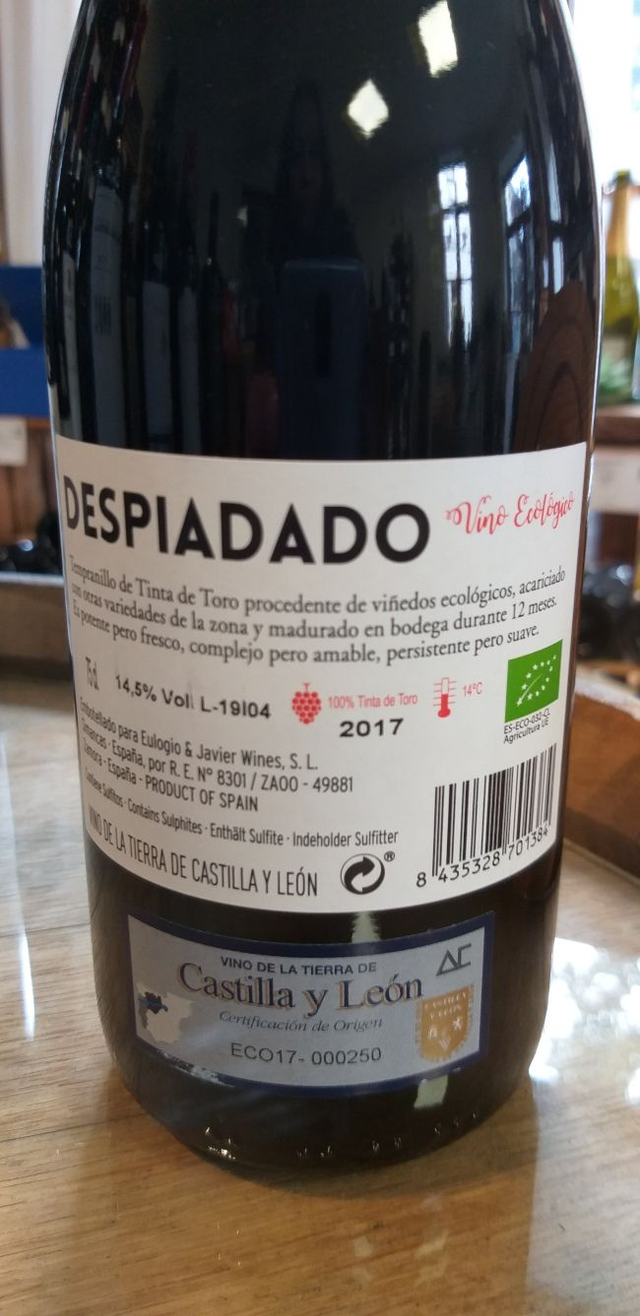 DESPIADADO Vino Ecológico
Tempranillo de Tinta de Toro procedente de viñedos ecológicos, acariciado
con otras variedades de la zona y madurado en bodega durante 12 meses.
Es potente pero fresco, complejo pero amable, persistente pero suave.
75cl 14,5% Vol L-19I04 100% Tinta de Toro 14ºC
2017
ES-ECO-032-CL
Agricultura UE
Embotellado para Eulogio & Javier Wines, S. L.
Simancas - España, por R. E. Nº 8301 / ZA00 - 49881
Zamora - España - PRODUCT OF SPAIN
Contiene Sulfitos · Contains Sulphites · Enthält Sulfite · Indeholder Sulfitter
VINO DE LA TIERRA DE CASTILLA Y LEÓN ®
8 435328 701384
VINO DE LA TIERRA DE
Castilla y León
Certificación de Origen
ECO17- 000250
CASTILLA
Y LEÓN